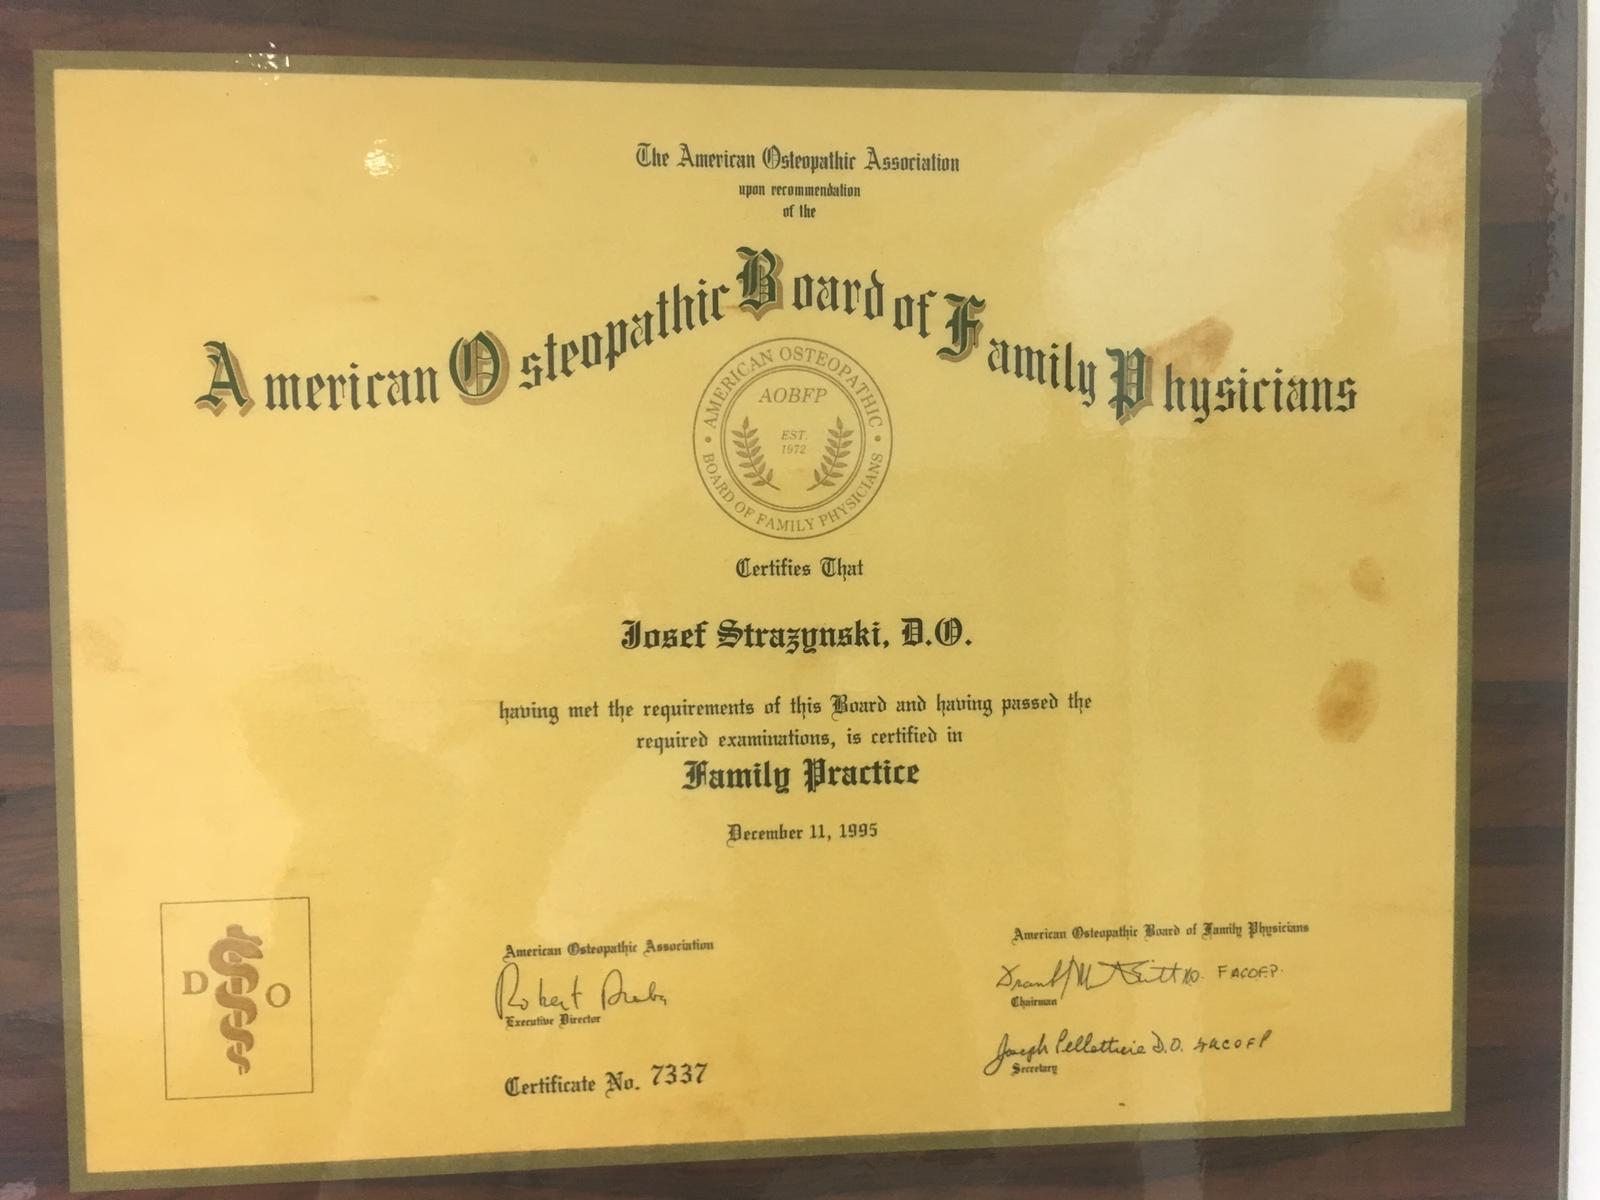 The American Osteopathic Association
upon recommendation
of the
American Osteopathic Board of Family Physicians
AMERICAN OSTEOPATHIC
AOBFP
EST.
1972
BOARD OF FAMILY PHYSICIANS
Certifies That
Josef Strazynski, D.O.
having met the requirements of this Board and having passed the
required examinations, is certified in
Family Practice
December 11, 1995
D O
American Osteopathic Association
Robert
Executive Director
Certificate No. 7337
American Osteopathic Board of Family Physicians
FACOFP.
Chairman
Joseph D.O. FACOFP
Secretary